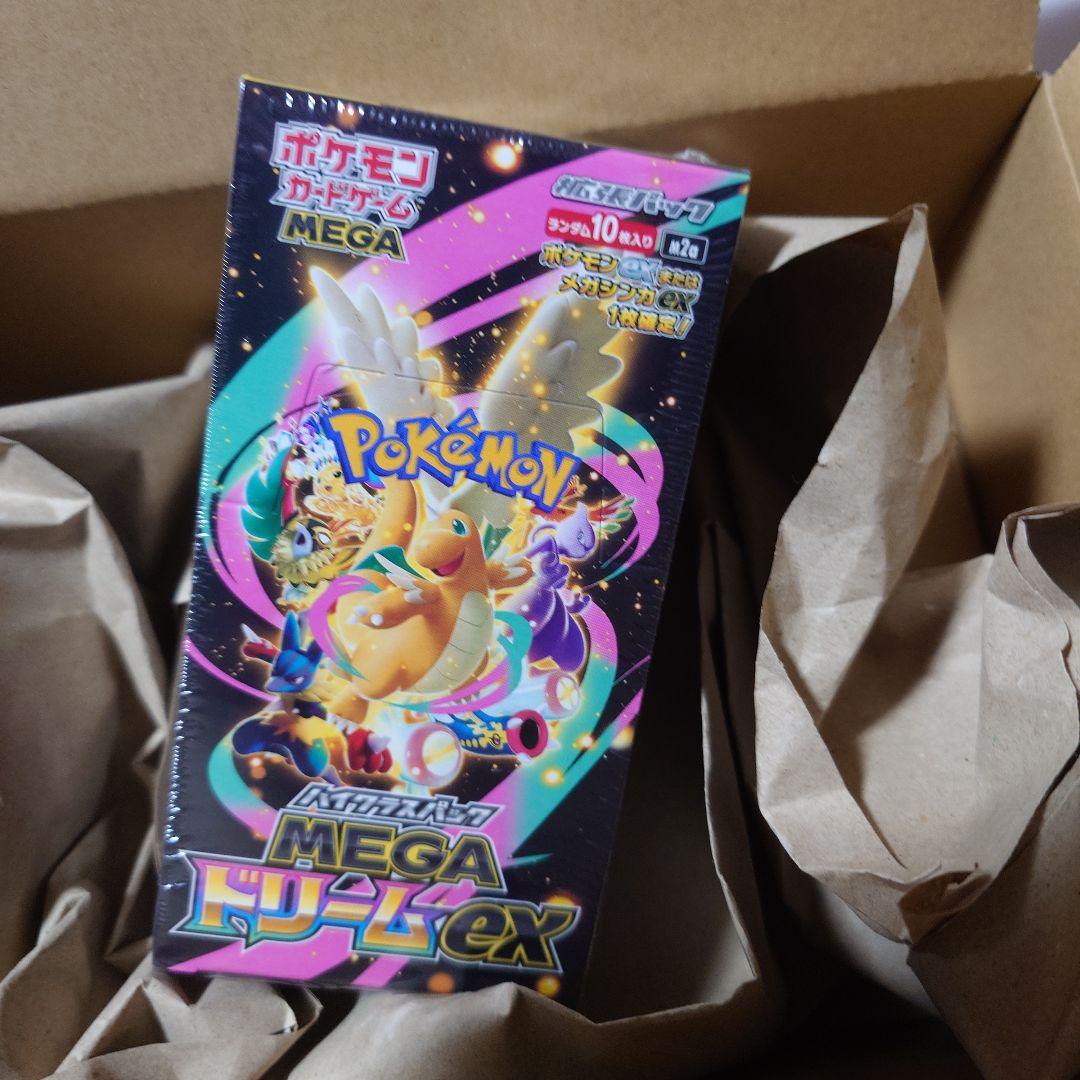 ポケモン
カードゲーム
MEGA
拡張パック
ランダム10枚入り
M2a
ポケモンexまたは
メガシンカex
1枚確定!
POKéMON
ハイクラスパック
MEGA
ドリームex